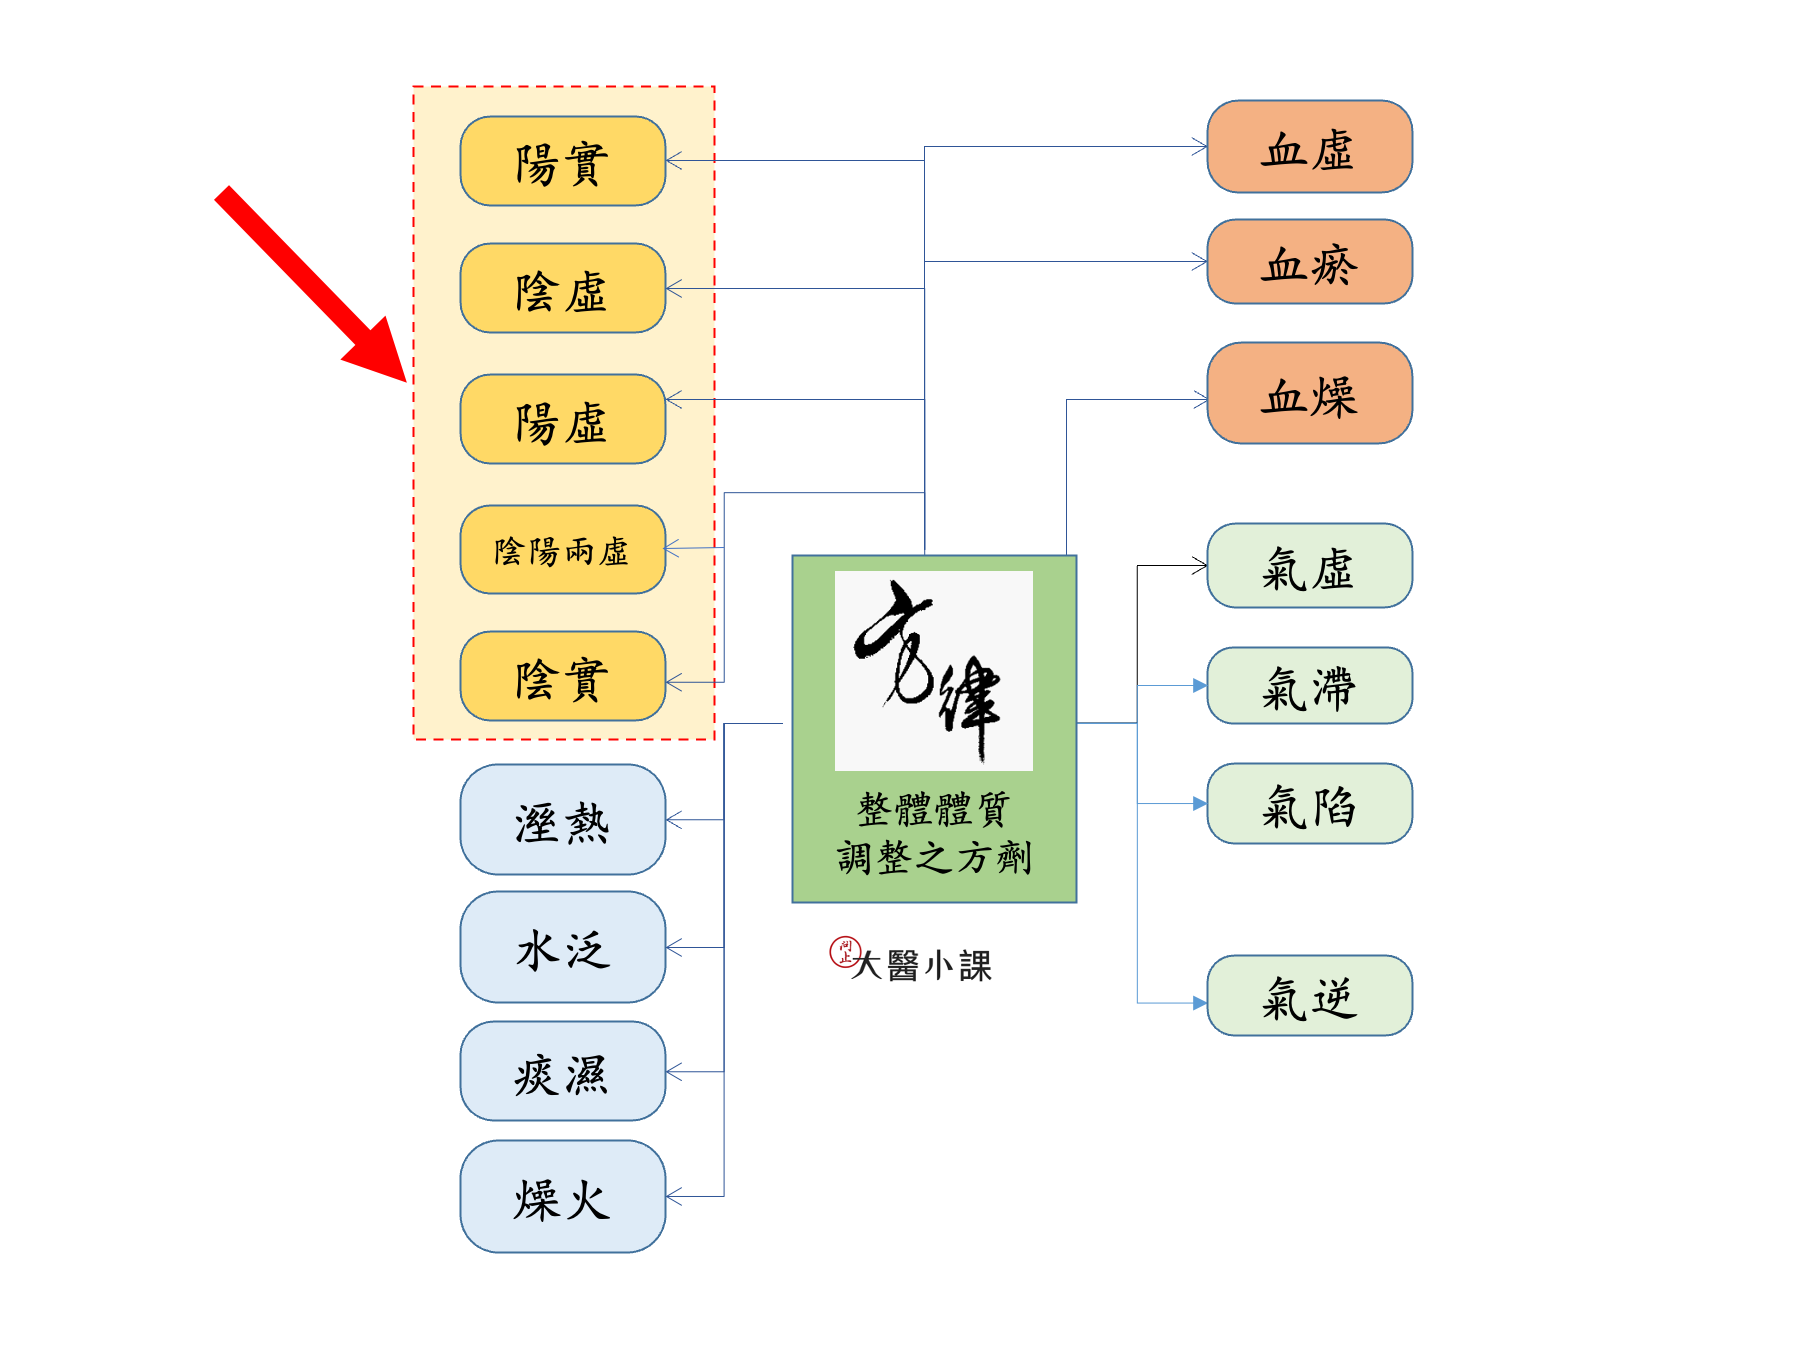 陽實
陰虛
陽虛
陰陽兩虛
陰實
溼熱
水泛
痰濕
燥火
方律
整體體質
調整之方劑
問止
大醫小課
血虛
血瘀
血燥
氣虛
氣滯
氣陷
氣逆